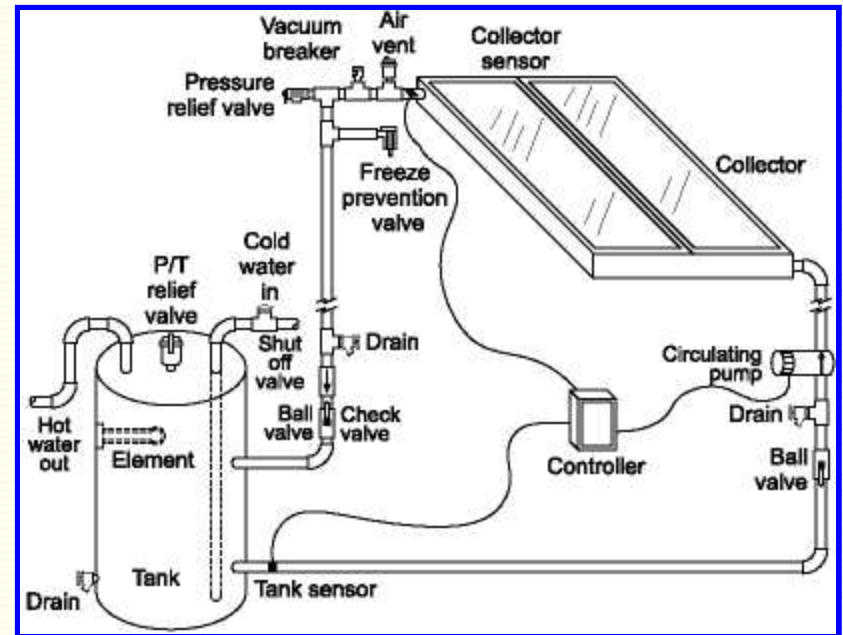 Vacuum
breaker
Air
vent
Collector
sensor
Pressure
relief valve
Collector
Freeze
prevention
valve
Cold
water
in
P/T
relief
valve
Shut
off
valve
Drain
Circulating
pump
Hot
water
out
Ball
valve
Check
valve
Drain
Element
Controller
Ball
valve
Tank
Tank sensor
Drain